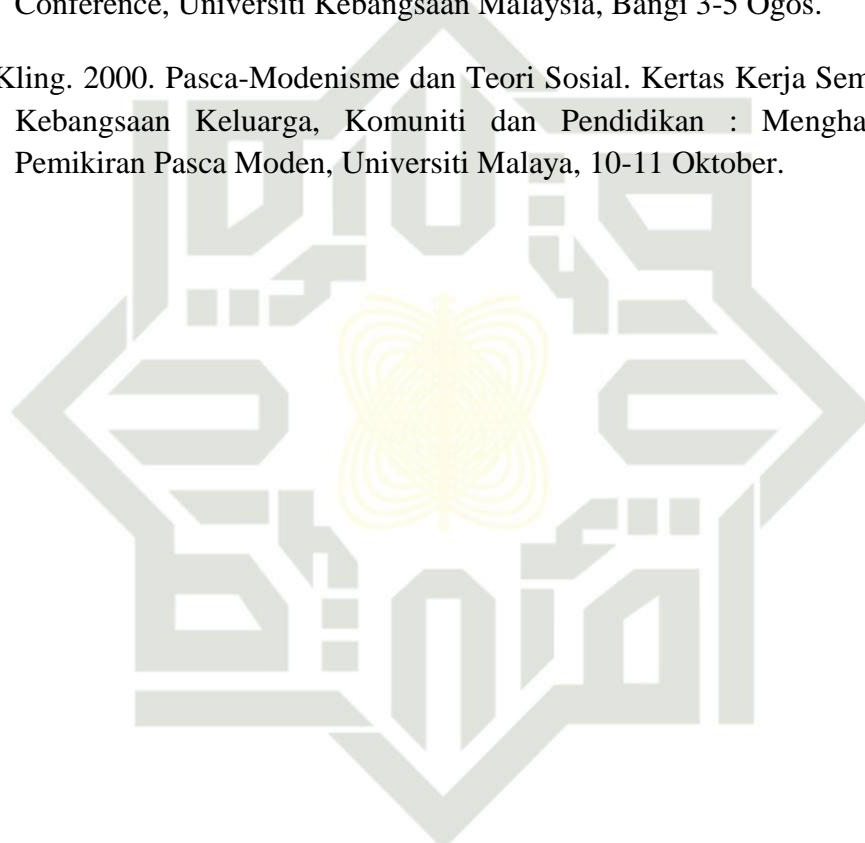 Conference, Universiti Kebangsaan Malaysia, Bangi 3-5 Ogos.
Kling. 2000. Pasca-Modenisme dan Teori Sosial. Kertas Kerja Sem
Kebangsaan Keluarga, Komuniti dan Pendidikan : Mengha
Pemikiran Pasca Moden, Universiti Malaya, 10-11 Oktober.